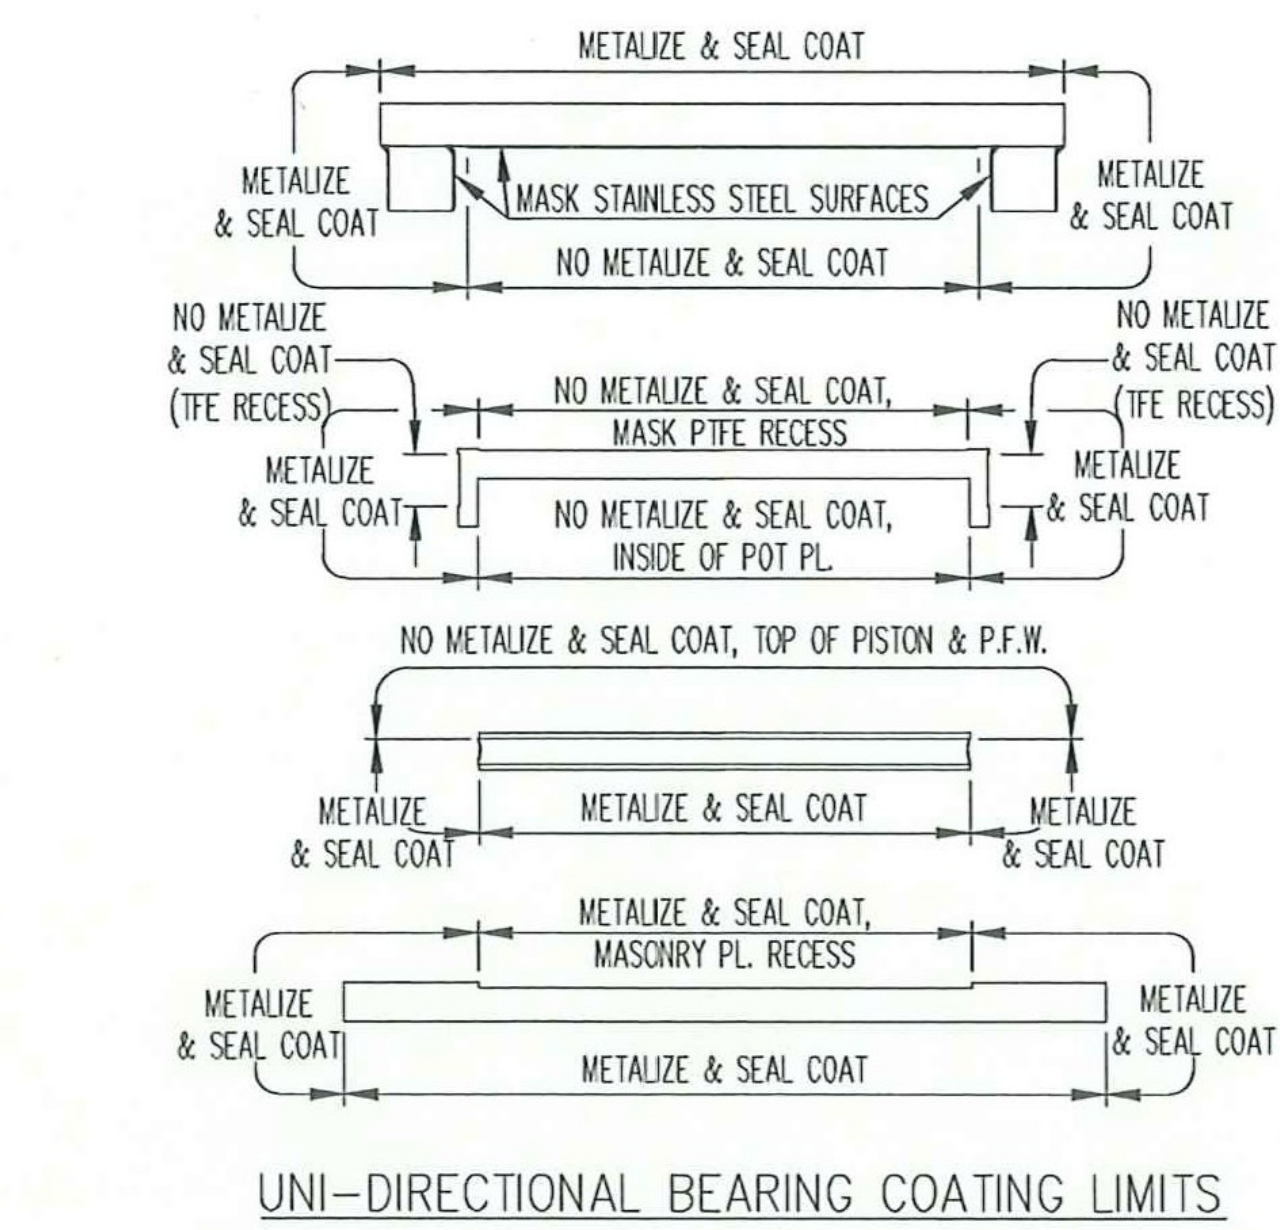 METALIZE & SEAL COAT
METALIZE
& SEAL COAT
MASK STAINLESS STEEL SURFACES
METALIZE
& SEAL COAT
NO METALIZE & SEAL COAT
NO METALIZE
& SEAL COAT
(TFE RECESS)
NO METALIZE & SEAL COAT,
MASK PTFE RECESS
NO METALIZE
& SEAL COAT
(TFE RECESS)
METALIZE
& SEAL COAT
NO METALIZE & SEAL COAT,
INSIDE OF POT PL.
METALIZE
& SEAL COAT
NO METALIZE & SEAL COAT, TOP OF PISTON & P.F.W.
METALIZE
& SEAL COAT
METALIZE & SEAL COAT
METALIZE
& SEAL COAT
METALIZE & SEAL COAT,
MASONRY PL. RECESS
METALIZE
& SEAL COAT
METALIZE
& SEAL COAT
METALIZE & SEAL COAT
UNI-DIRECTIONAL BEARING COATING LIMITS